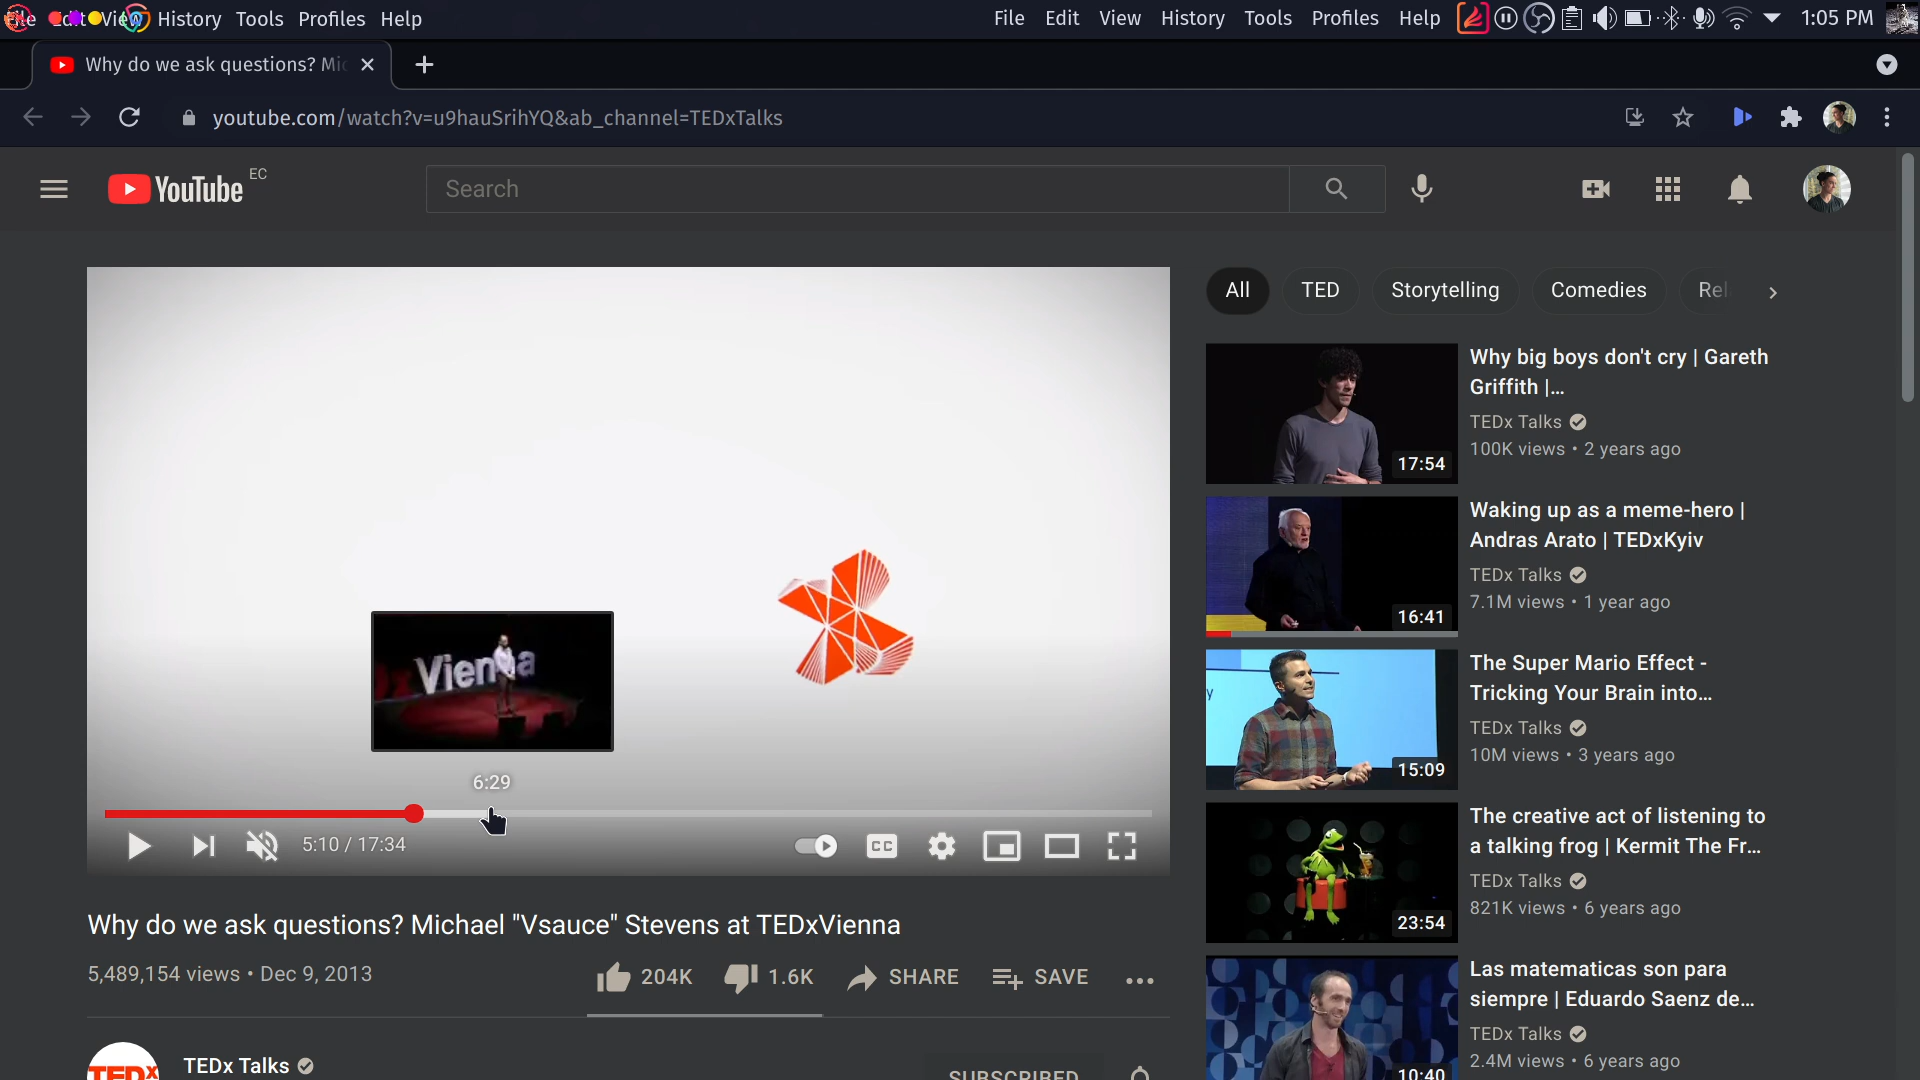 File Edit View History Tools Profiles Help
File Edit View History Tools Profiles Help
1:05 PM
Why do we ask questions? Mic
youtube.com/watch?v=u9hauSrihYQ&ab_channel=TEDxTalks
YouTube EC
Search
All TED Storytelling Comedies Rel
Vienna
6:29
5:10 / 17:34
CC
Why do we ask questions? Michael "Vsauce" Stevens at TEDxVienna
5,489,154 views • Dec 9, 2013
204K 1.6K SHARE SAVE
TEDx
TEDx Talks
SUBSCRIBED
17:54
Why big boys don't cry | Gareth
Griffith |...
TEDx Talks
100K views • 2 years ago
16:41
Waking up as a meme-hero |
Andras Arato | TEDxKyiv
TEDx Talks
7.1M views • 1 year ago
y
15:09
The Super Mario Effect -
Tricking Your Brain into...
TEDx Talks
10M views • 3 years ago
23:54
The creative act of listening to
a talking frog | Kermit The Fr...
TEDx Talks
821K views • 6 years ago
10:40
Las matematicas son para
siempre | Eduardo Saenz de...
TEDx Talks
2.4M views • 6 years ago